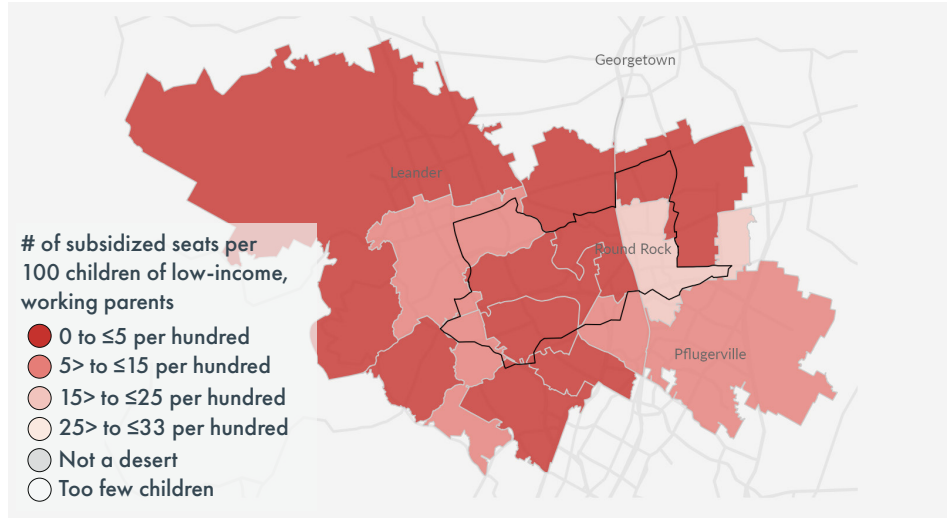 Georgetown
Leander
Round Rock
Pflugerville
# of subsidized seats per
100 children of low-income,
working parents
0 to ≤5 per hundred
5> to ≤15 per hundred
15> to ≤25 per hundred
25> to ≤33 per hundred
Not a desert
Too few children